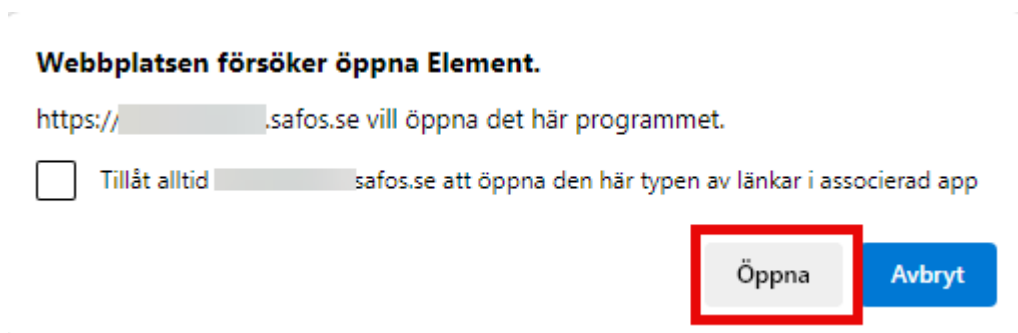 Webbplatsen försöker öppna Element.
https:// .safos.se vill öppna det här programmet.
Tillåt alltid safos.se att öppna den här typen av länkar i associerad app
Öppna Avbryt